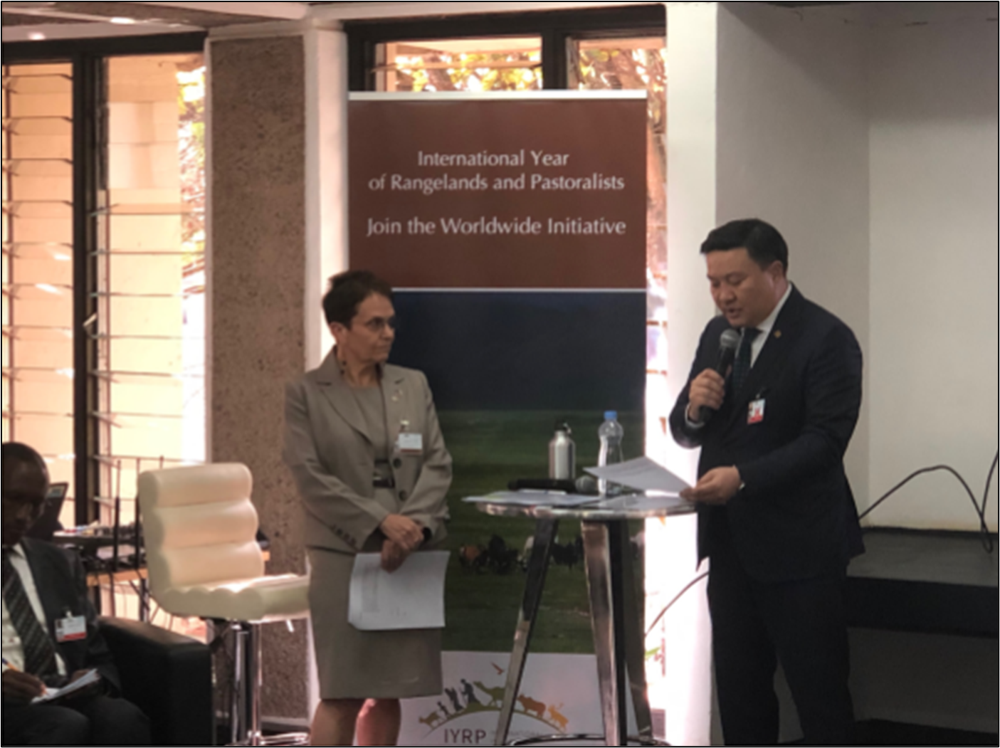 International Year
of Rangelands and Pastoralists
Join the Worldwide Initiative
IYRP